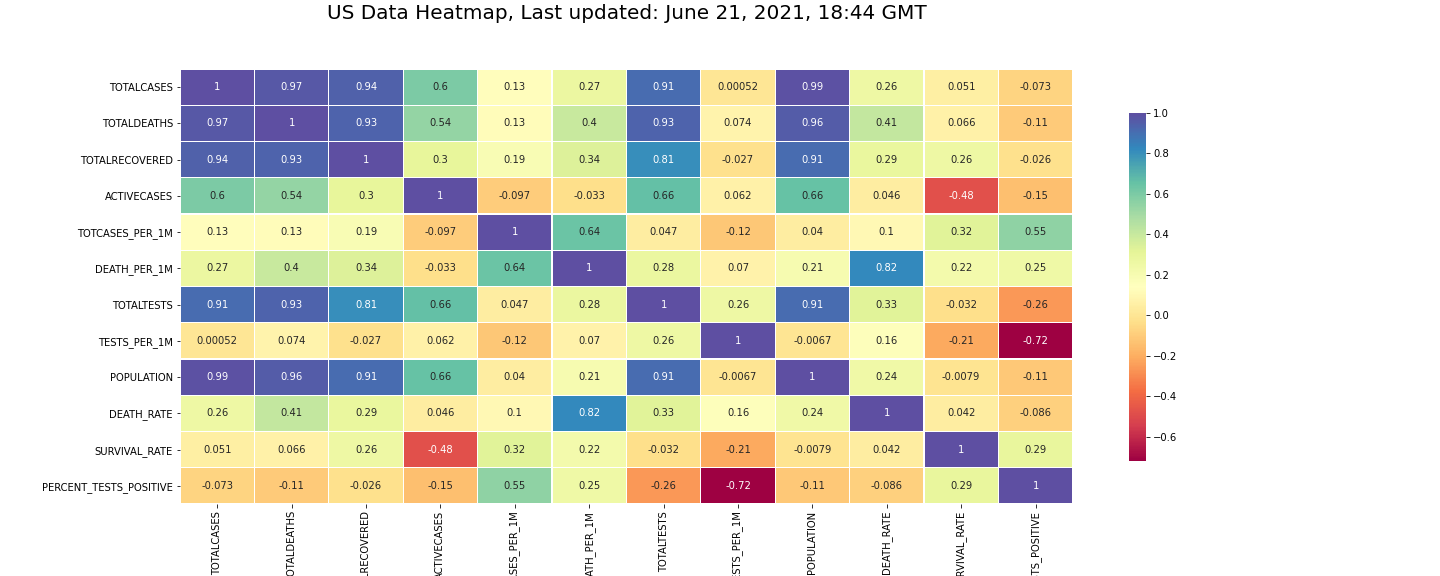 US Data Heatmap, Last updated: June 21, 2021, 18:44 GMT
TOTALCASES 1 0.97 0.94 0.6 0.13 0.27 0.91 0.00052 0.99 0.26 0.051 -0.073
TOTALDEATHS 0.97 1 0.93 0.54 0.13 0.4 0.93 0.074 0.96 0.41 0.066 -0.11
TOTALRECOVERED 0.94 0.93 1 0.3 0.19 0.34 0.81 -0.027 0.91 0.29 0.26 -0.026
ACTIVECASES 0.6 0.54 0.3 1 -0.097 -0.033 0.66 0.062 0.66 0.046 -0.48 -0.15
TOTCASES_PER_1M 0.13 0.13 0.19 -0.097 1 0.64 0.047 -0.12 0.04 0.1 0.32 0.55
DEATH_PER_1M 0.27 0.4 0.34 -0.033 0.64 1 0.28 0.07 0.21 0.82 0.22 0.25
TOTALTESTS 0.91 0.93 0.81 0.66 0.047 0.28 1 0.26 0.91 0.33 -0.032 -0.26
TESTS_PER_1M 0.00052 0.074 -0.027 0.062 -0.12 0.07 0.26 1 -0.0067 0.16 -0.21 -0.72
POPULATION 0.99 0.96 0.91 0.66 0.04 0.21 0.91 -0.0067 1 0.24 -0.0079 -0.11
DEATH_RATE 0.26 0.41 0.29 0.046 0.1 0.82 0.33 0.16 0.24 1 0.042 -0.086
SURVIVAL_RATE 0.051 0.066 0.26 -0.48 0.32 0.22 -0.032 -0.21 -0.0079 0.042 1 0.29
PERCENT_TESTS_POSITIVE -0.073 -0.11 -0.026 -0.15 0.55 0.25 -0.26 -0.72 -0.11 -0.086 0.29 1
TOTALCASES
OTALDEATHS
LRECOVERED
CTIVECASES
SES_PER_1M
ATH_PER_1M
TOTALTESTS
STS_PER_1M
POPULATION
DEATH_RATE
RVIVAL_RATE
TS_POSITIVE
1.0
0.8
0.6
0.4
0.2
0.0
−0.2
−0.4
−0.6